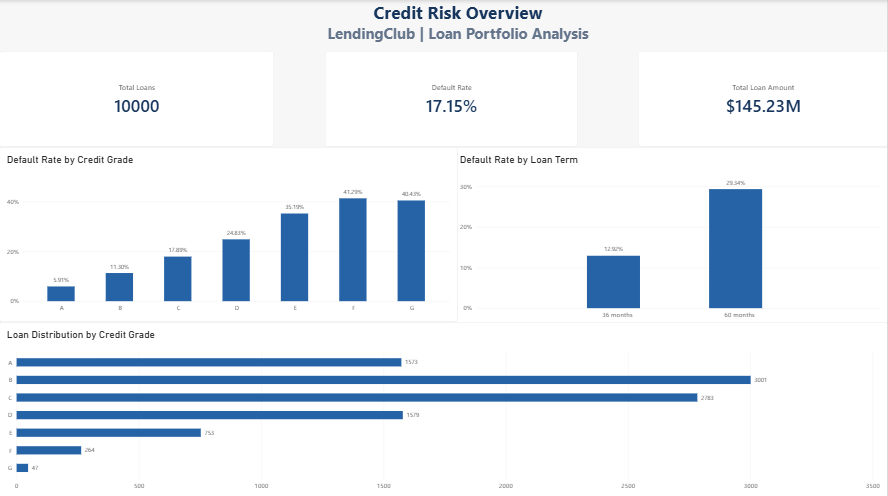 Credit Risk Overview
LendingClub | Loan Portfolio Analysis
Total Loans
10000
Default Rate
17.15%
Total Loan Amount
$145.23M
Default Rate by Credit Grade
40%
20%
0%
5.91%
11.30%
17.89%
24.83%
35.19%
41.29%
40.43%
A B C D E F G
Default Rate by Loan Term
30%
20%
10%
0%
12.92%
29.34%
36 months 60 months
Loan Distribution by Credit Grade
A 1573
B 3001
C 2783
D 1579
E 753
F 264
G 47
0 500 1000 1500 2000 2500 3000 3500